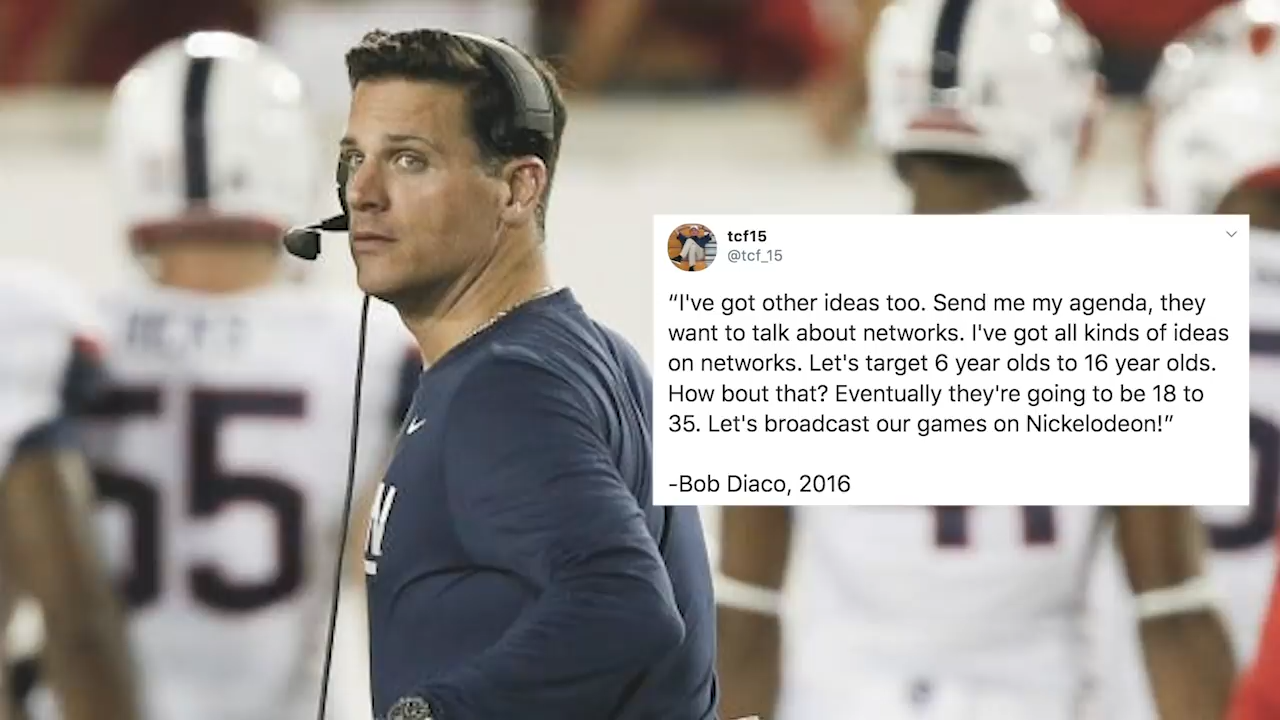 tcf15
@tcf_15
“I've got other ideas too. Send me my agenda, they
want to talk about networks. I've got all kinds of ideas
on networks. Let's target 6 year olds to 16 year olds.
How bout that? Eventually they're going to be 18 to
35. Let's broadcast our games on Nickelodeon!”
-Bob Diaco, 2016
55